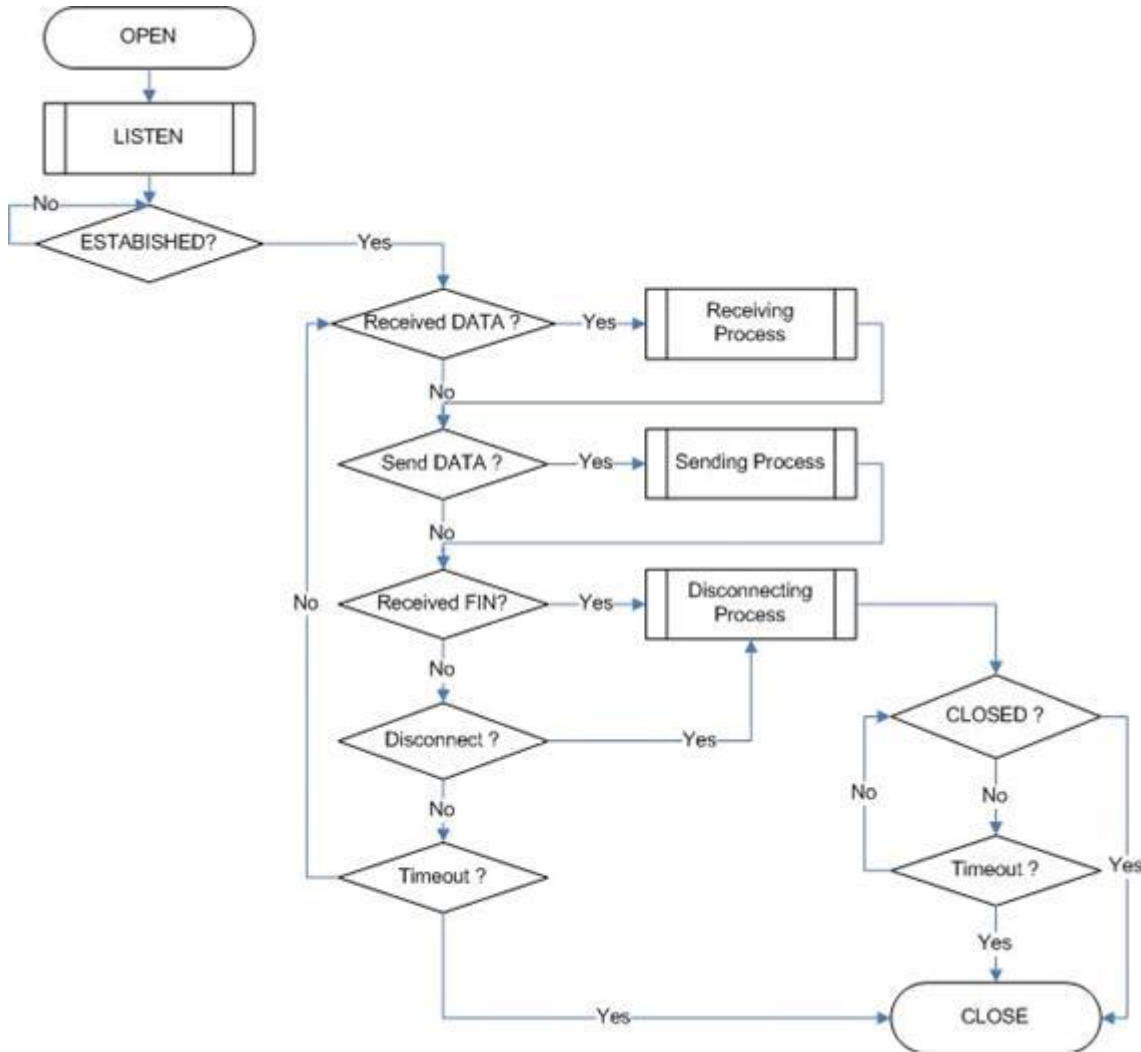 OPEN
LISTEN
No
ESTABISHED?
Yes
Received DATA ?
Yes
Receiving
Process
No
Send DATA ?
Yes
Sending Process
No
Received FIN?
Yes
Disconnecting
Process
No
No
Disconnect ?
Yes
CLOSED ?
No
No
No
Timeout ?
Timeout ?
Yes
Yes
Yes
CLOSE